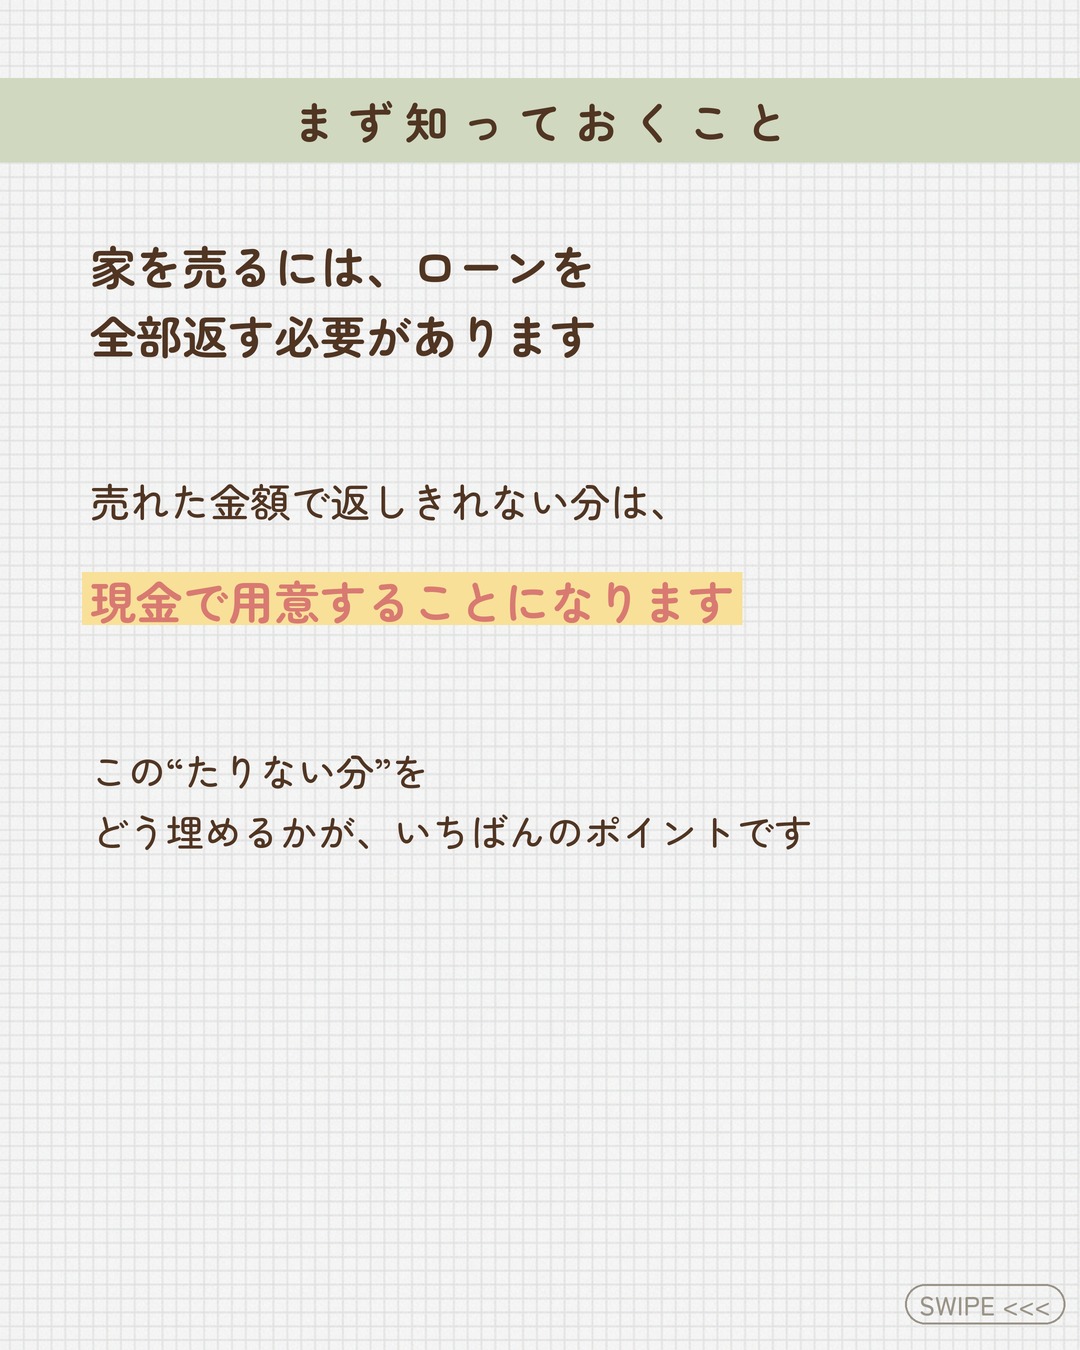 まず知っておくこと
家を売るには、ローンを
全部返す必要があります
売れた金額で返しきれない分は、
現金で用意することになります
この“たりない分”を
どう埋めるかが、いちばんのポイントです
SWIPE <<<